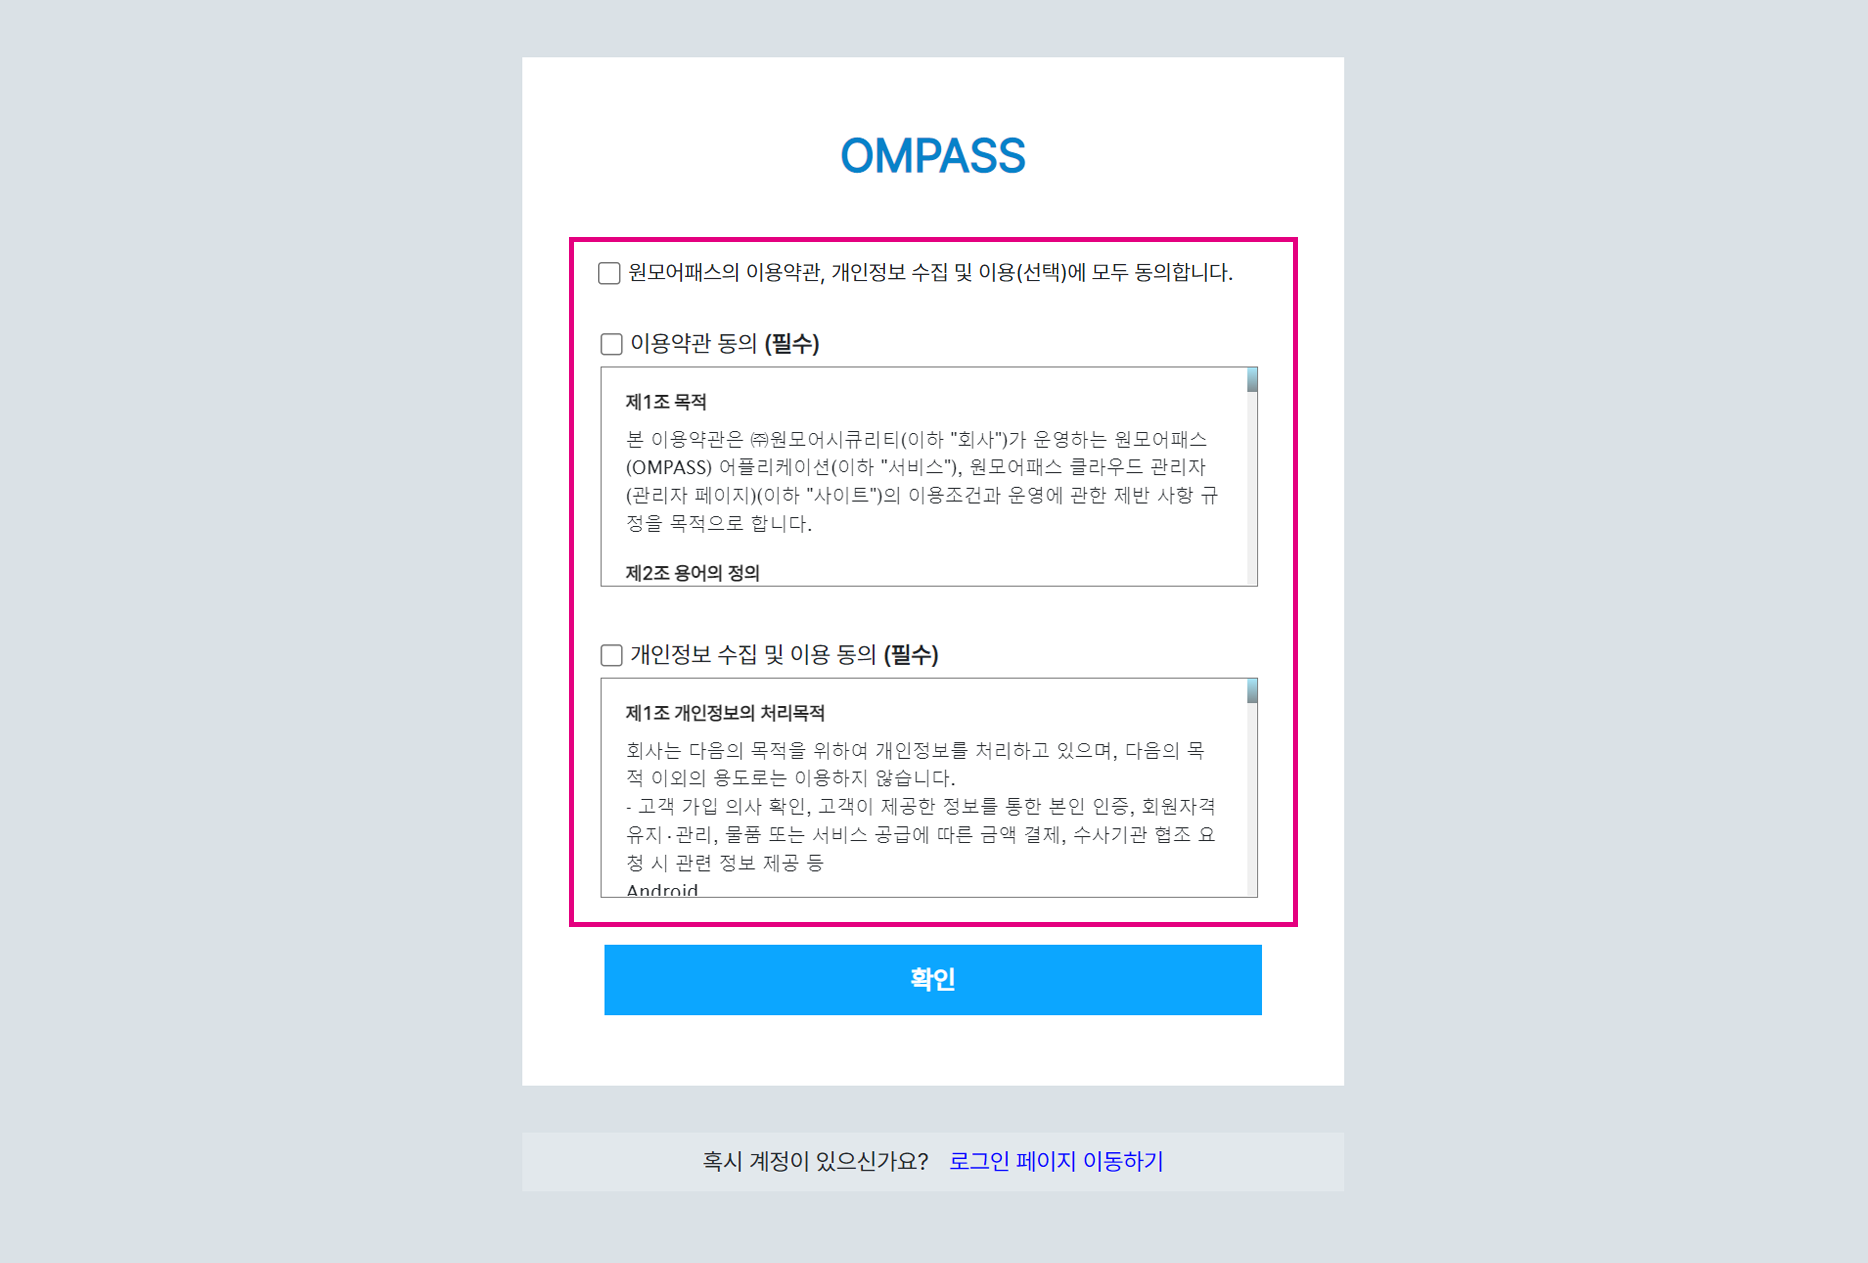 OMPASS
원모어패스의 이용약관, 개인정보 수집 및 이용(선택)에 모두 동의합니다.
이용약관 동의 (필수)
제1조 목적
본 이용약관은 ㈜원모어시큐리티(이하 "회사")가 운영하는 원모어패스
(OMPASS) 어플리케이션(이하 "서비스"), 원모어패스 클라우드 관리자
(관리자 페이지)(이하 "사이트")의 이용조건과 운영에 관한 제반 사항 규
정을 목적으로 합니다.
제2조 용어의 정의
개인정보 수집 및 이용 동의 (필수)
제1조 개인정보의 처리목적
회사는 다음의 목적을 위하여 개인정보를 처리하고 있으며, 다음의 목
적 이외의 용도로는 이용하지 않습니다.
- 고객 가입 의사 확인, 고객이 제공한 정보를 통한 본인 인증, 회원자격
유지·관리, 물품 또는 서비스 공급에 따른 금액 결제, 수사기관 협조 요
청 시 관련 정보 제공 등
Android
확인
혹시 계정이 있으신가요? 로그인 페이지 이동하기